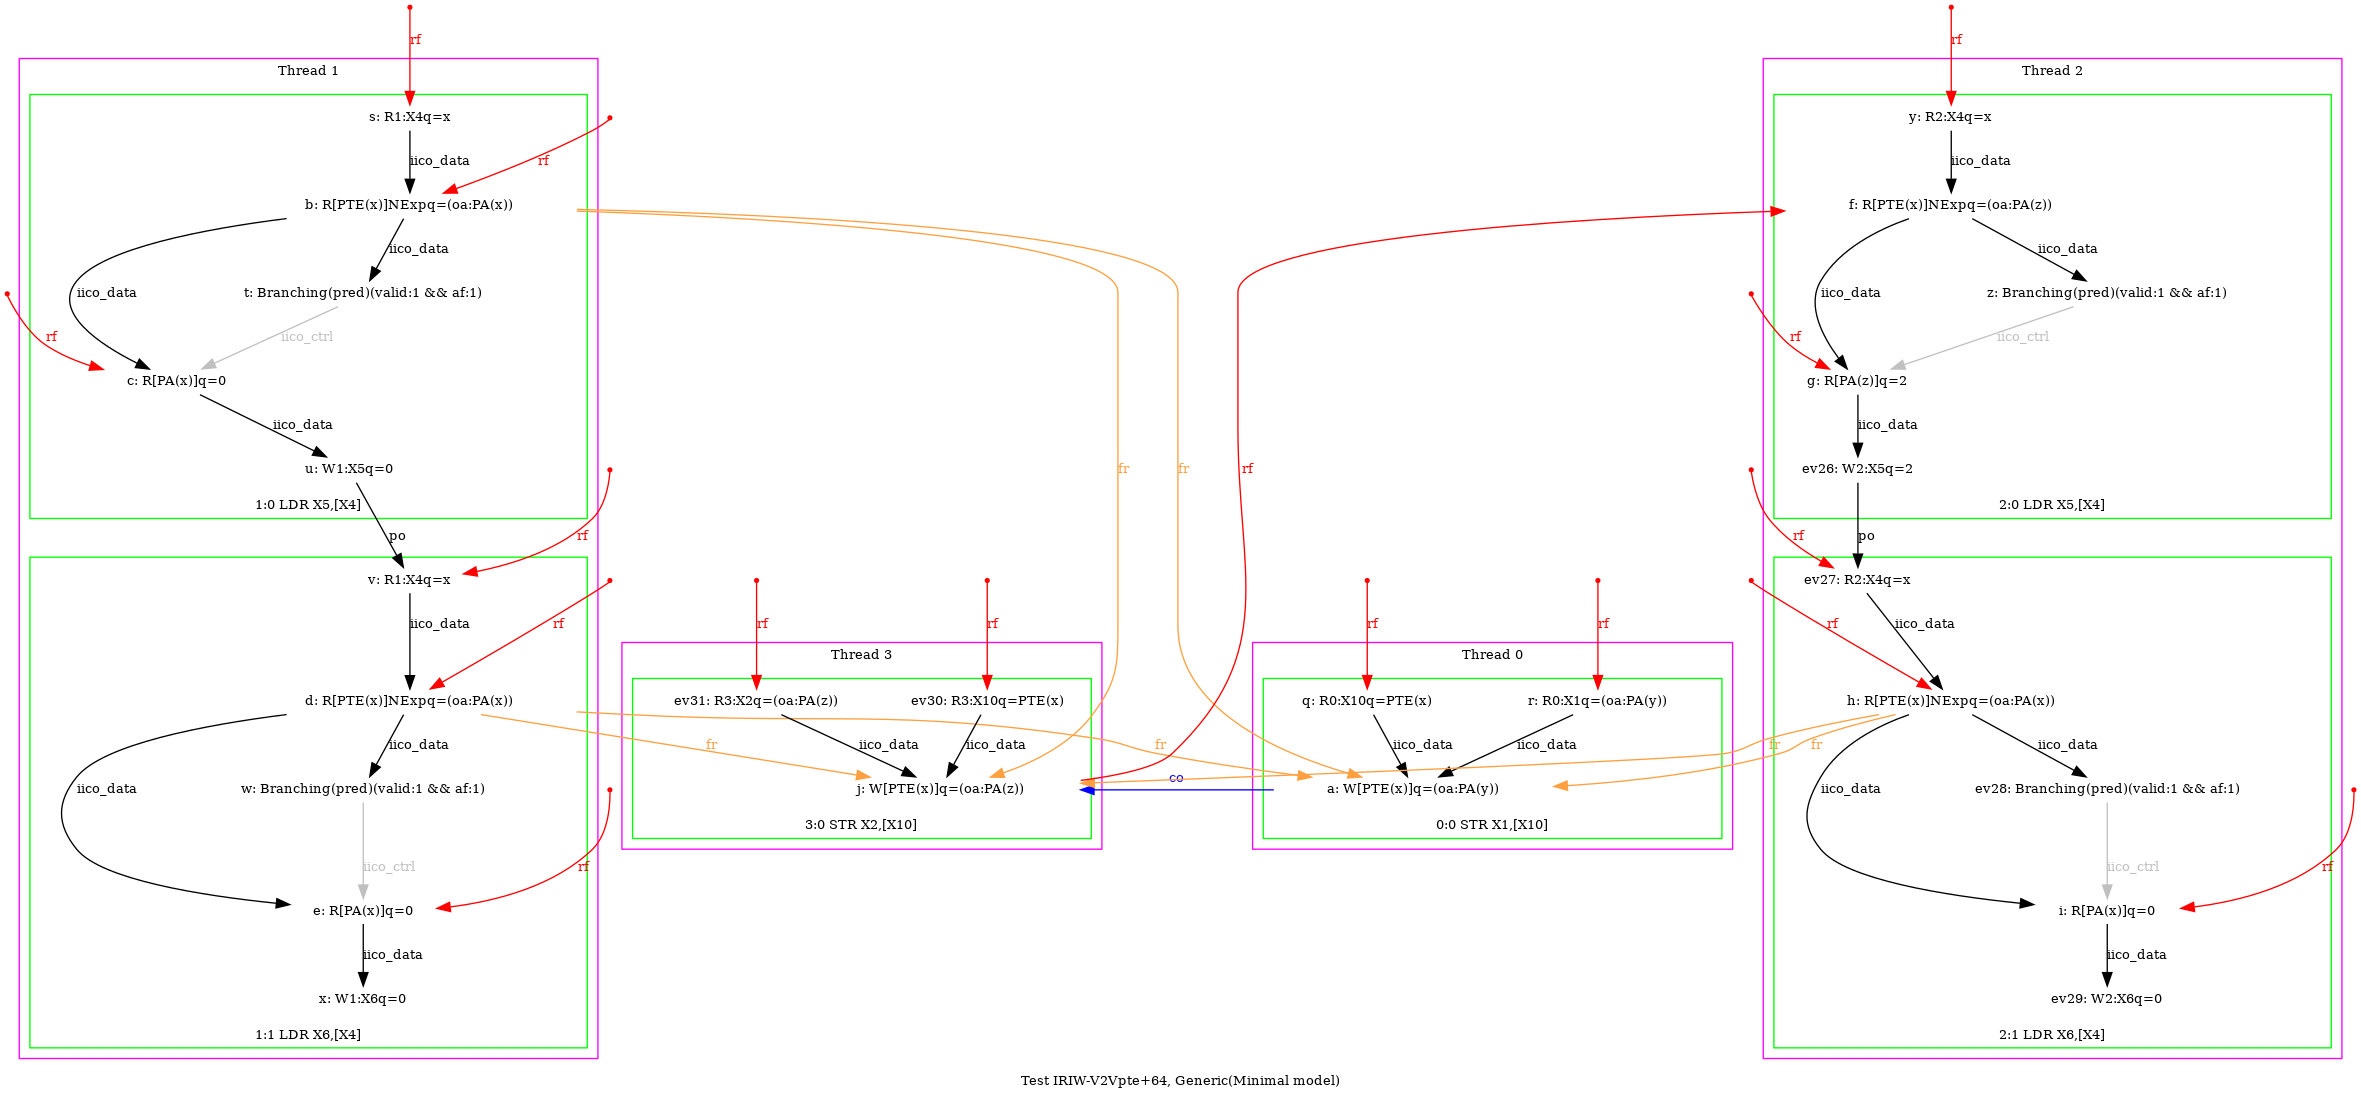 rf
rf
Thread 1
Thread 2
s: R1:X4q=x
y: R2:X4q=x
iico_data
rf
iico_data
b: R[PTE(x)]NExpq=(oa:PA(x))
f: R[PTE(x)]NExpq=(oa:PA(z))
iico_data
iico_data
iico_data
t: Branching(pred)(valid:1 && af:1)
iico_data
z: Branching(pred)(valid:1 && af:1)
rf
iico_ctrl
rf
iico_ctrl
c: R[PA(x)]q=0
g: R[PA(z)]q=2
iico_data
iico_data
u: W1:X5q=0
fr
fr
rf
ev26: W2:X5q=2
1:0 LDR X5,[X4]
2:0 LDR X5,[X4]
po
rf
rf
po
v: R1:X4q=x
ev27: R2:X4q=x
iico_data
rf
rf
rf
rf
rf
rf
iico_data
Thread 3
Thread 0
d: R[PTE(x)]NExpq=(oa:PA(x))
ev31: R3:X2q=(oa:PA(z))
ev30: R3:X10q=PTE(x)
q: R0:X10q=PTE(x)
r: R0:X1q=(oa:PA(y))
h: R[PTE(x)]NExpq=(oa:PA(x))
iico_data
fr
iico_data
iico_data
fr
iico_data
iico_data
fr
fr
iico_data
co
iico_data
w: Branching(pred)(valid:1 && af:1)
j: W[PTE(x)]q=(oa:PA(z))
a: W[PTE(x)]q=(oa:PA(y))
iico_data
ev28: Branching(pred)(valid:1 && af:1)
3:0 STR X2,[X10]
0:0 STR X1,[X10]
iico_ctrl
rf
iico_ctrl
rf
e: R[PA(x)]q=0
i: R[PA(x)]q=0
iico_data
iico_data
x: W1:X6q=0
ev29: W2:X6q=0
1:1 LDR X6,[X4]
2:1 LDR X6,[X4]
Test IRIW-V2Vpte+64, Generic(Minimal model)